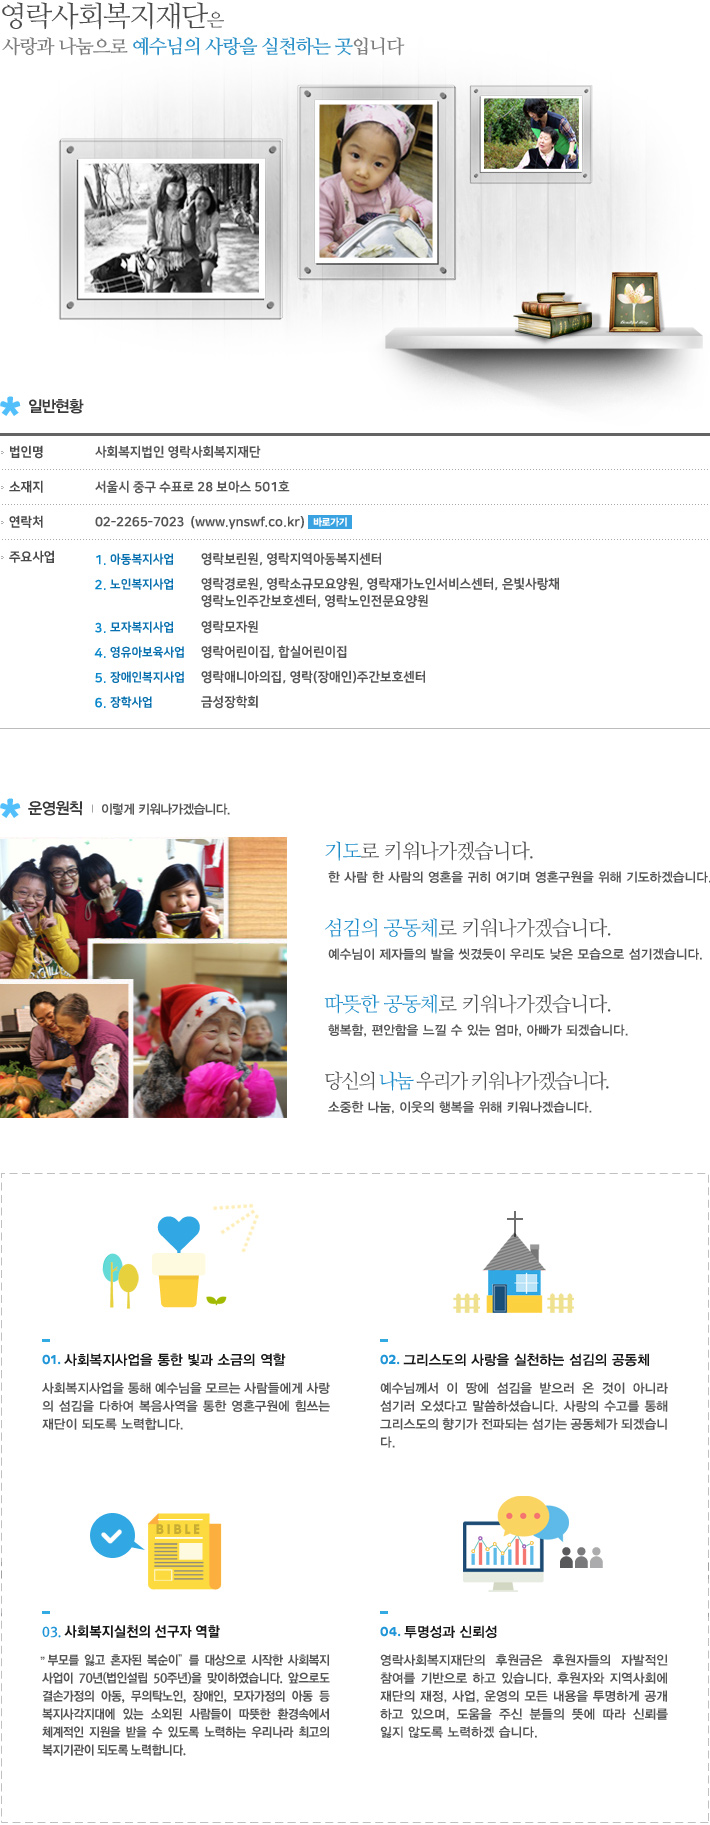 영락사회복지재단은
사랑과 나눔으로 예수님의 사랑을 실천하는 곳입니다
일반현황
법인명 사회복지법인 영락사회복지재단
소재지 서울시 중구 수표로 28 보아스 501호
연락처 02-2265-7023 (www.ynswf.co.kr) 바로가기
주요사업 1. 아동복지사업 영락보린원, 영락지역아동복지센터
2. 노인복지사업 영락경로원, 영락소규모요양원, 영락재가노인서비스센터, 은빛사랑채
영락노인주간보호센터, 영락노인전문요양원
3. 모자복지사업 영락모자원
4. 영유아보육사업 영락어린이집, 합실어린이집
5. 장애인복지사업 영락애니아의집, 영락(장애인)주간보호센터
6. 장학사업 금성장학회
운영원칙 이렇게 키워나가겠습니다.
기도로 키워나가겠습니다.
한 사람 한 사람의 영혼을 귀히 여기며 영혼구원을 위해 기도하겠습니다.
섬김의 공동체로 키워나가겠습니다.
예수님이 제자들의 발을 씻겼듯이 우리도 낮은 모습으로 섬기겠습니다.
따뜻한 공동체로 키워나가겠습니다.
행복함, 편안함을 느낄 수 있는 엄마, 아빠가 되겠습니다.
당신의 나눔 우리가 키워나가겠습니다.
소중한 나눔, 이웃의 행복을 위해 키워나겠습니다.
01. 사회복지사업을 통한 빛과 소금의 역할
사회복지사업을 통해 예수님을 모르는 사람들에게 사랑
의 섬김을 다하여 복음사역을 통한 영혼구원에 힘쓰는
재단이 되도록 노력합니다.
02. 그리스도의 사랑을 실천하는 섬김의 공동체
예수님께서 이 땅에 섬김을 받으러 온 것이 아니라
섬기러 오셨다고 말씀하셨습니다. 사랑의 수고를 통해
그리스도의 향기가 전파되는 섬기는 공동체가 되겠습니
다.
BIBLE
03. 사회복지실천의 선구자 역할
"부모를 잃고 혼자된 복순이" 를 대상으로 시작한 사회복지
사업이 70년(법인설립 50주년)을 맞이하였습니다. 앞으로도
결손가정의 아동, 무의탁노인, 장애인, 모자가정의 아동 등
복지사각지대에 있는 소외된 사람들이 따뜻한 환경속에서
체계적인 지원을 받을 수 있도록 노력하는 우리나라 최고의
복지기관이 되도록 노력합니다.
04. 투명성과 신뢰성
영락사회복지재단의 후원금은 후원자들의 자발적인
참여를 기반으로 하고 있습니다. 후원자와 지역사회에
재단의 재정, 사업, 운영의 모든 내용을 투명하게 공개
하고 있으며, 도움을 주신 분들의 뜻에 따라 신뢰를
잃지 않도록 노력하겠 습니다.